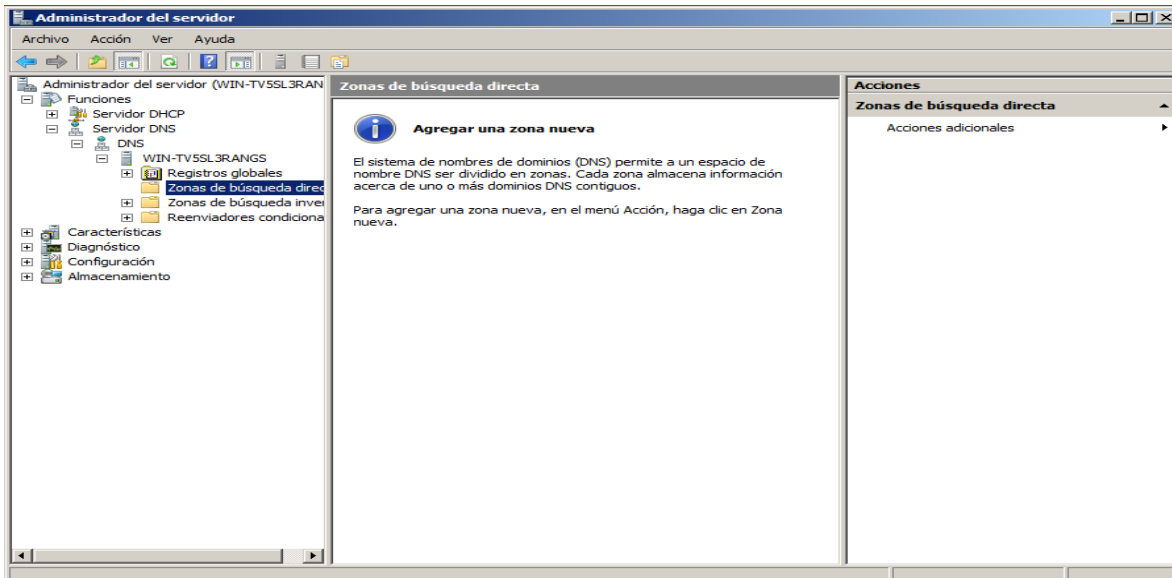 Administrador del servidor
Archivo Acción Ver Ayuda
Administrador del servidor (WIN-TV5SL3RAN
Funciones
Servidor DHCP
Servidor DNS
DNS
WIN-TV5SL3RANGS
Registros globales
Zonas de búsqueda direc
Zonas de búsqueda inver
Reenviadores condiciona
Características
Diagnóstico
Configuración
Almacenamiento
Zonas de búsqueda directa
Agregar una zona nueva
El sistema de nombres de dominios (DNS) permite a un espacio de
nombre DNS ser dividido en zonas. Cada zona almacena información
acerca de uno o más dominios DNS contiguos.
Para agregar una zona nueva, en el menú Acción, haga clic en Zona
nueva.
Acciones
Zonas de búsqueda directa
Acciones adicionales